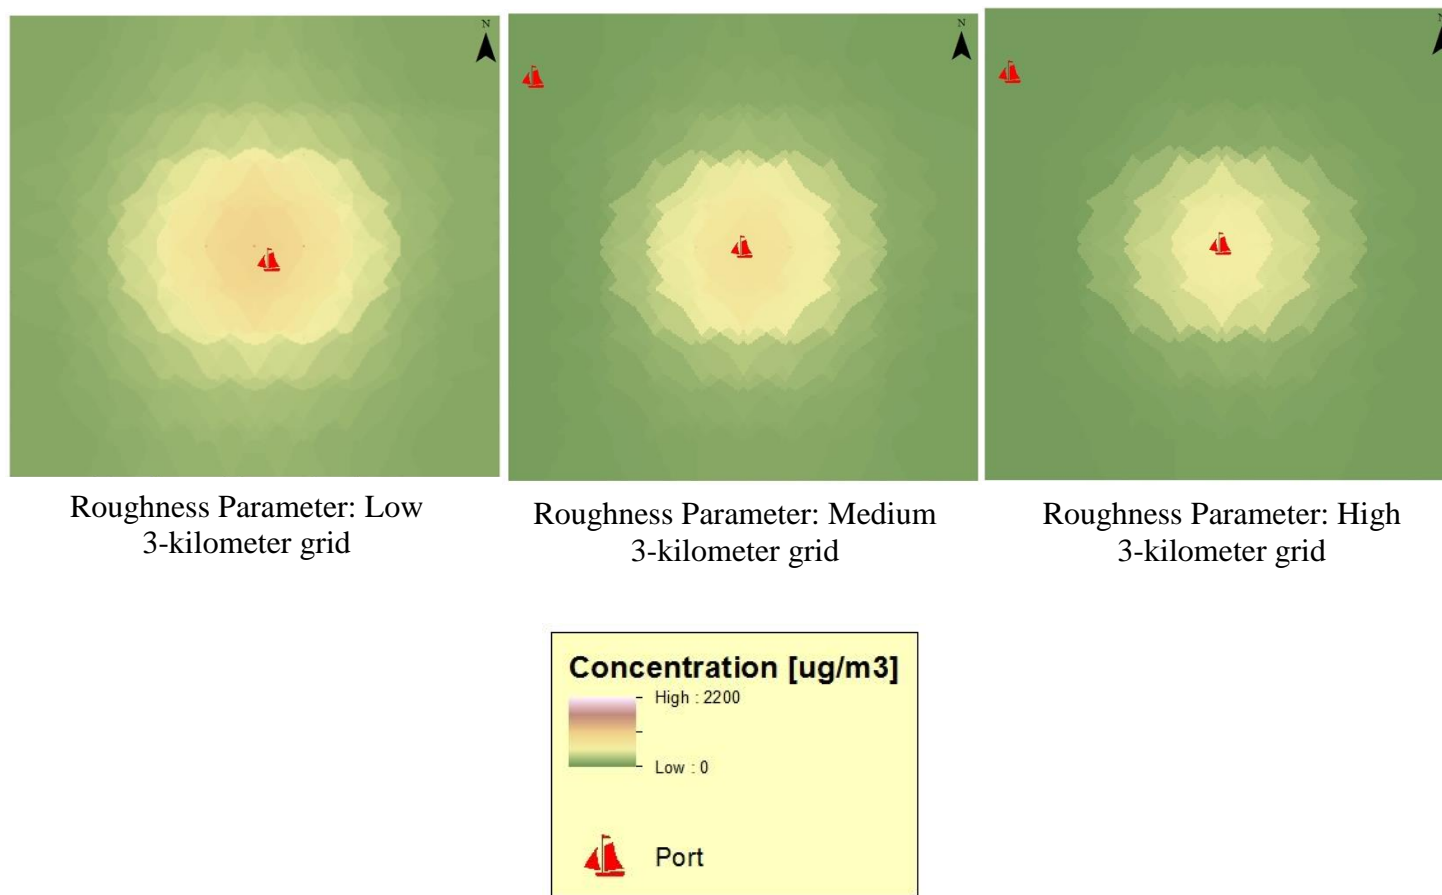 N
N
N
Roughness Parameter: Low
3-kilometer grid
Roughness Parameter: Medium
3-kilometer grid
Roughness Parameter: High
3-kilometer grid
Concentration [ug/m3]
High : 2200
Low : 0
Port